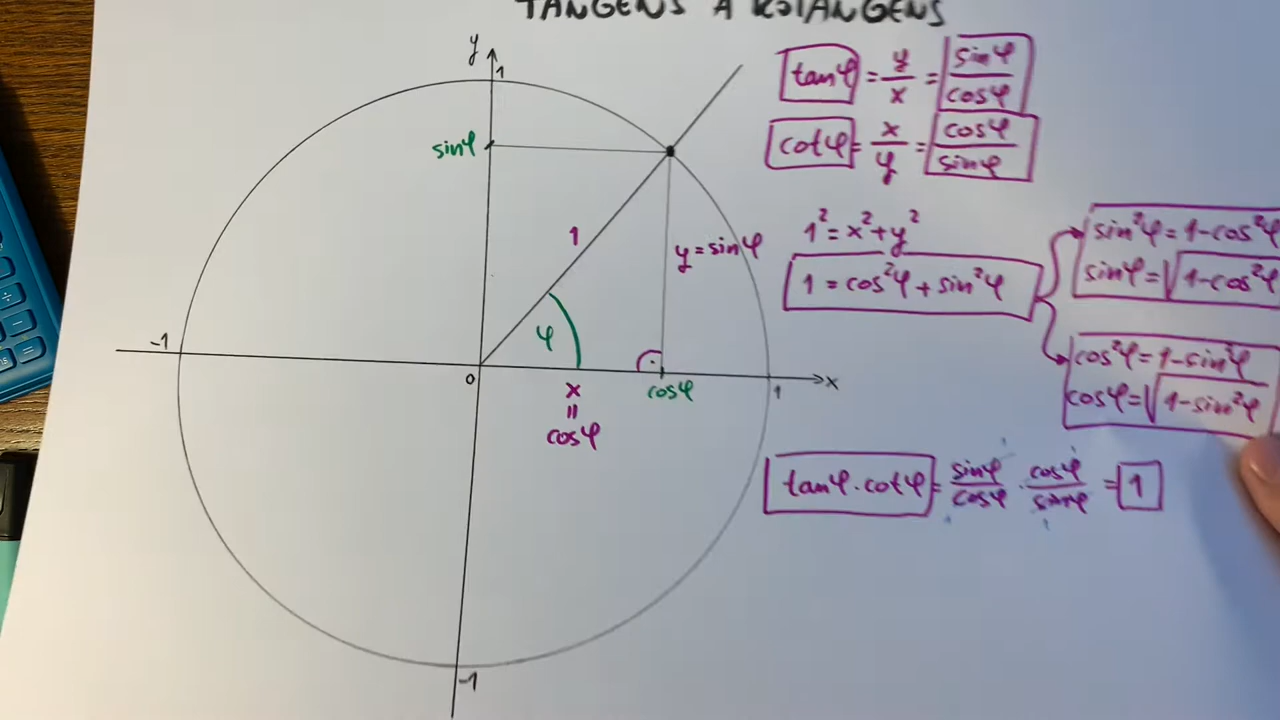 TANGENS A KOTANGENS
y
1
sinφ
1
φ
y = sinφ
-1
0
x
=
cosφ
cosφ
1
x
-1
tanφ = y/x = sinφ/cosφ
cotφ = x/y = cosφ/sinφ
1² = x² + y²
1 = cos²φ + sin²φ
sin²φ = 1 - cos²φ
sinφ = √1 - cos²φ
cos²φ = 1 - sin²φ
cosφ = √1 - sin²φ
tanφ · cotφ = sinφ/cosφ · cosφ/sinφ = 1